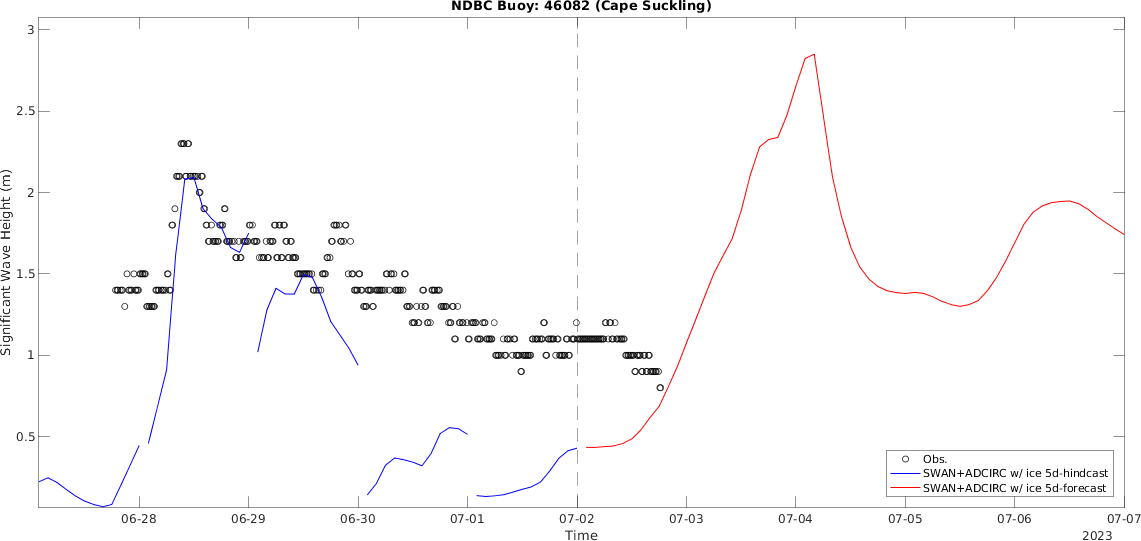 NDBC Buoy: 46082 (Cape Suckling)
3
2.5
2
1.5
1
0.5
Significant Wave Height (m)
Obs.
SWAN+ADCIRC w/ ice 5d-hindcast
SWAN+ADCIRC w/ ice 5d-forecast
06-28 06-29 06-30 07-01 07-02 07-03 07-04 07-05 07-06 07-07
Time
2023